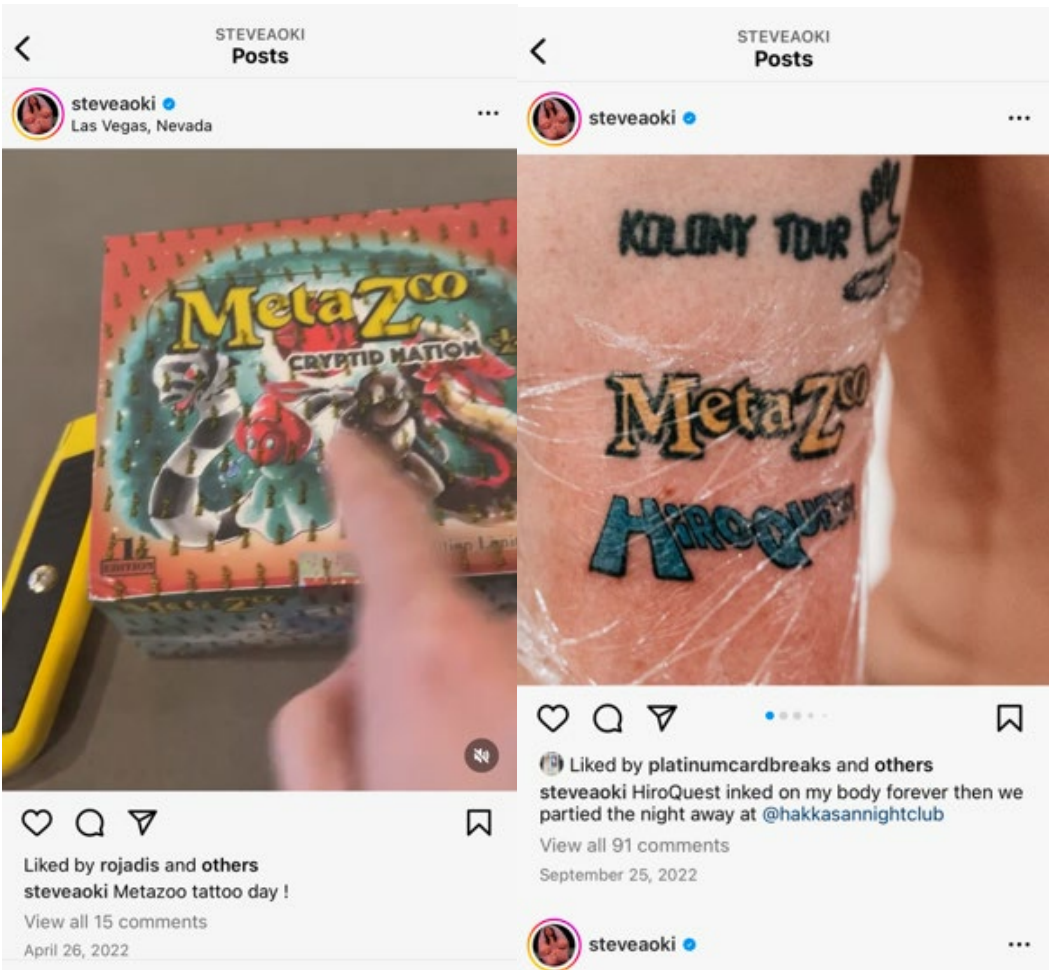 STEVEAOKI
Posts
steveaoki
Las Vegas, Nevada
MetaZoo
CRYPTID NATION
1st
EDITION
MetaZoo
Liked by rojadis and others
steveaoki Metazoo tattoo day !
View all 15 comments
April 26, 2022
STEVEAOKI
Posts
steveaoki
KOLONY TOUR
MetaZoo
HIROQUEST
Liked by platinumcardbreaks and others
steveaoki HiroQuest inked on my body forever then we
partied the night away at @hakkasannightclub
View all 91 comments
September 25, 2022
steveaoki